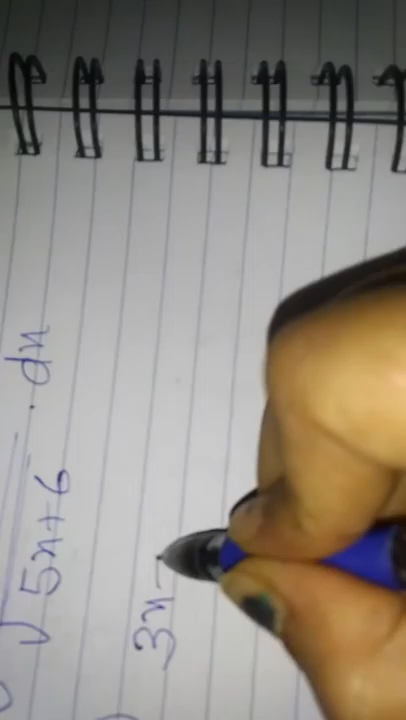 √5x+6 . dx
3x-